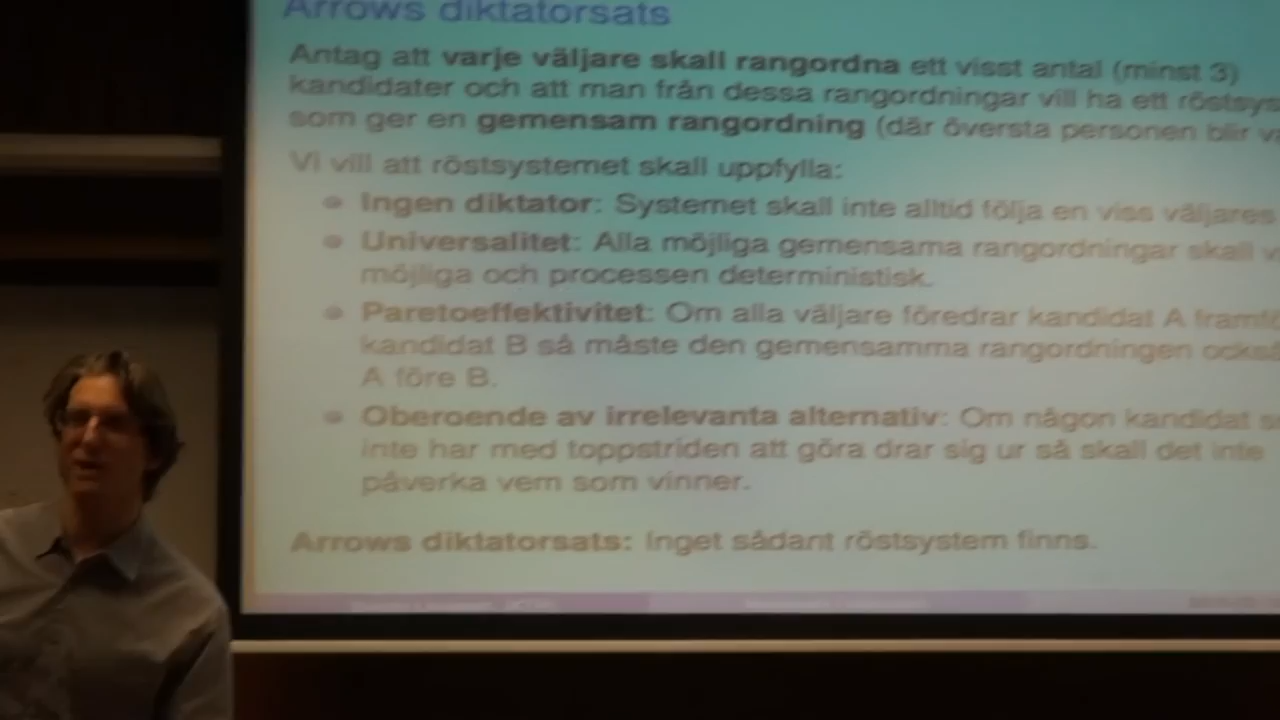 Arrows diktatorsats
Antag att varje väljare skall rangordna ett visst antal (minst 3)
kandidater och att man från dessa rangordningar vill ha ett röstsys
som ger en gemensam rangordning (där översta personen blir v
Vi vill att röstsystemet skall uppfylla:
Ingen diktator: Systemet skall inte alltid följa en viss väljares
Universalitet: Alla möjliga gemensama rangordningar skall v
möjliga och processen deterministisk.
Paretoeffektivitet: Om alla väljare föredrar kandidat A framfö
kandidat B så måste den gemensamma rangordningen också
A före B.
Oberoende av irrelevanta alternativ: Om någon kandidat s
inte har med toppstriden att göra drar sig ur så skall det inte
påverka vem som vinner.
Arrows diktatorsats: Inget sådant röstsystem finns.